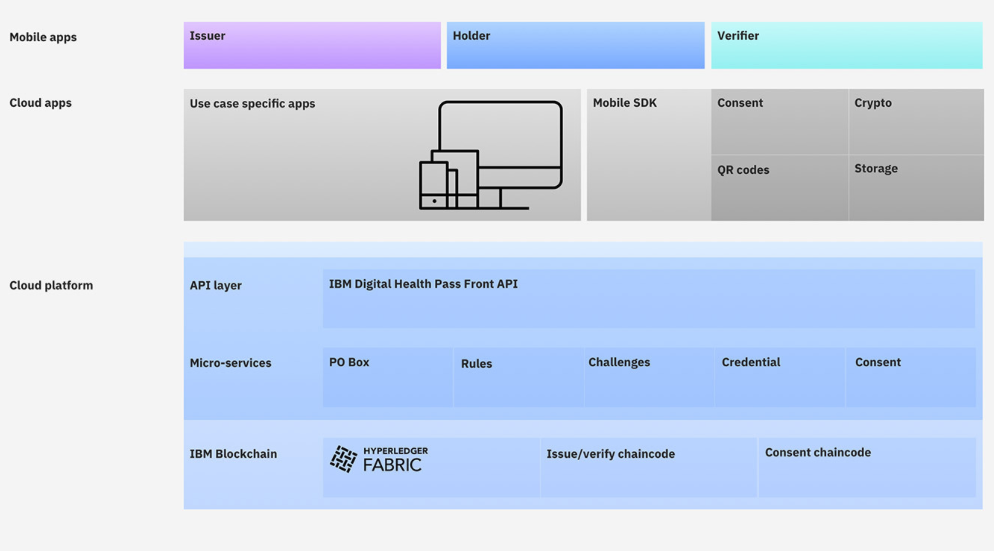 Mobile apps
Issuer
Holder
Verifier
Cloud apps
Use case specific apps
Mobile SDK
Consent
Crypto
QR codes
Storage
Cloud platform
API layer
IBM Digital Health Pass Front API
Micro-services
PO Box
Rules
Challenges
Credential
Consent
IBM Blockchain
HYPERLEDGER
FABRIC
Issue/verify chaincode
Consent chaincode